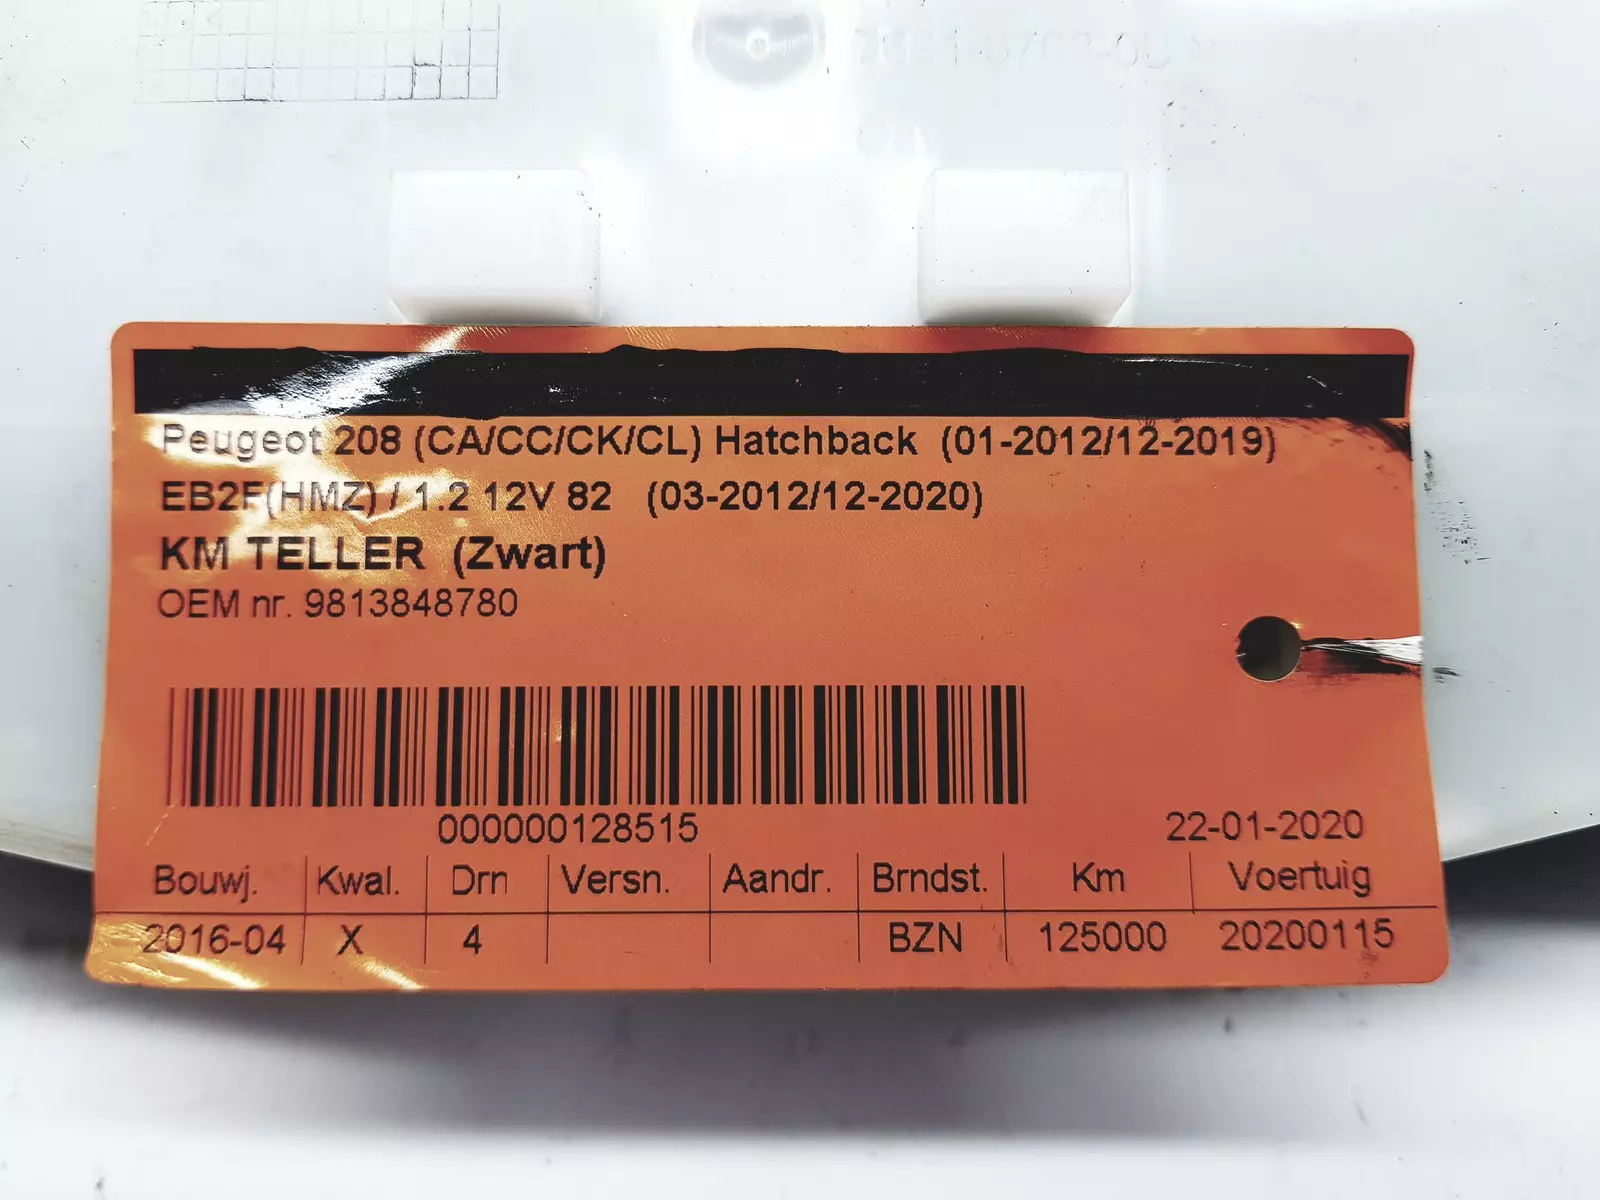 Peugeot 208 (CA/CC/CK/CL) Hatchback (01-2012/12-2019)
EB2F(HMZ) / 1.2 12V 82 (03-2012/12-2020)
KM TELLER (Zwart)
OEM nr. 9813848780
000000128515
22-01-2020
Bouwj. Kwal. Drn Versn. Aandr. Brndst. Km Voertuig
2016-04 X 4 BZN 125000 20200115